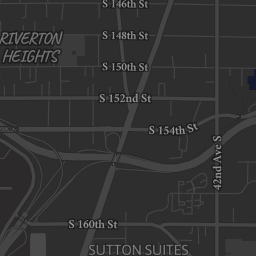 S 146th St
RIVERTON
HEIGHTS
S 148th St
S 150th St
S 152nd St
S 154th St
42nd Ave S
S 160th St
SUTTON SUITES